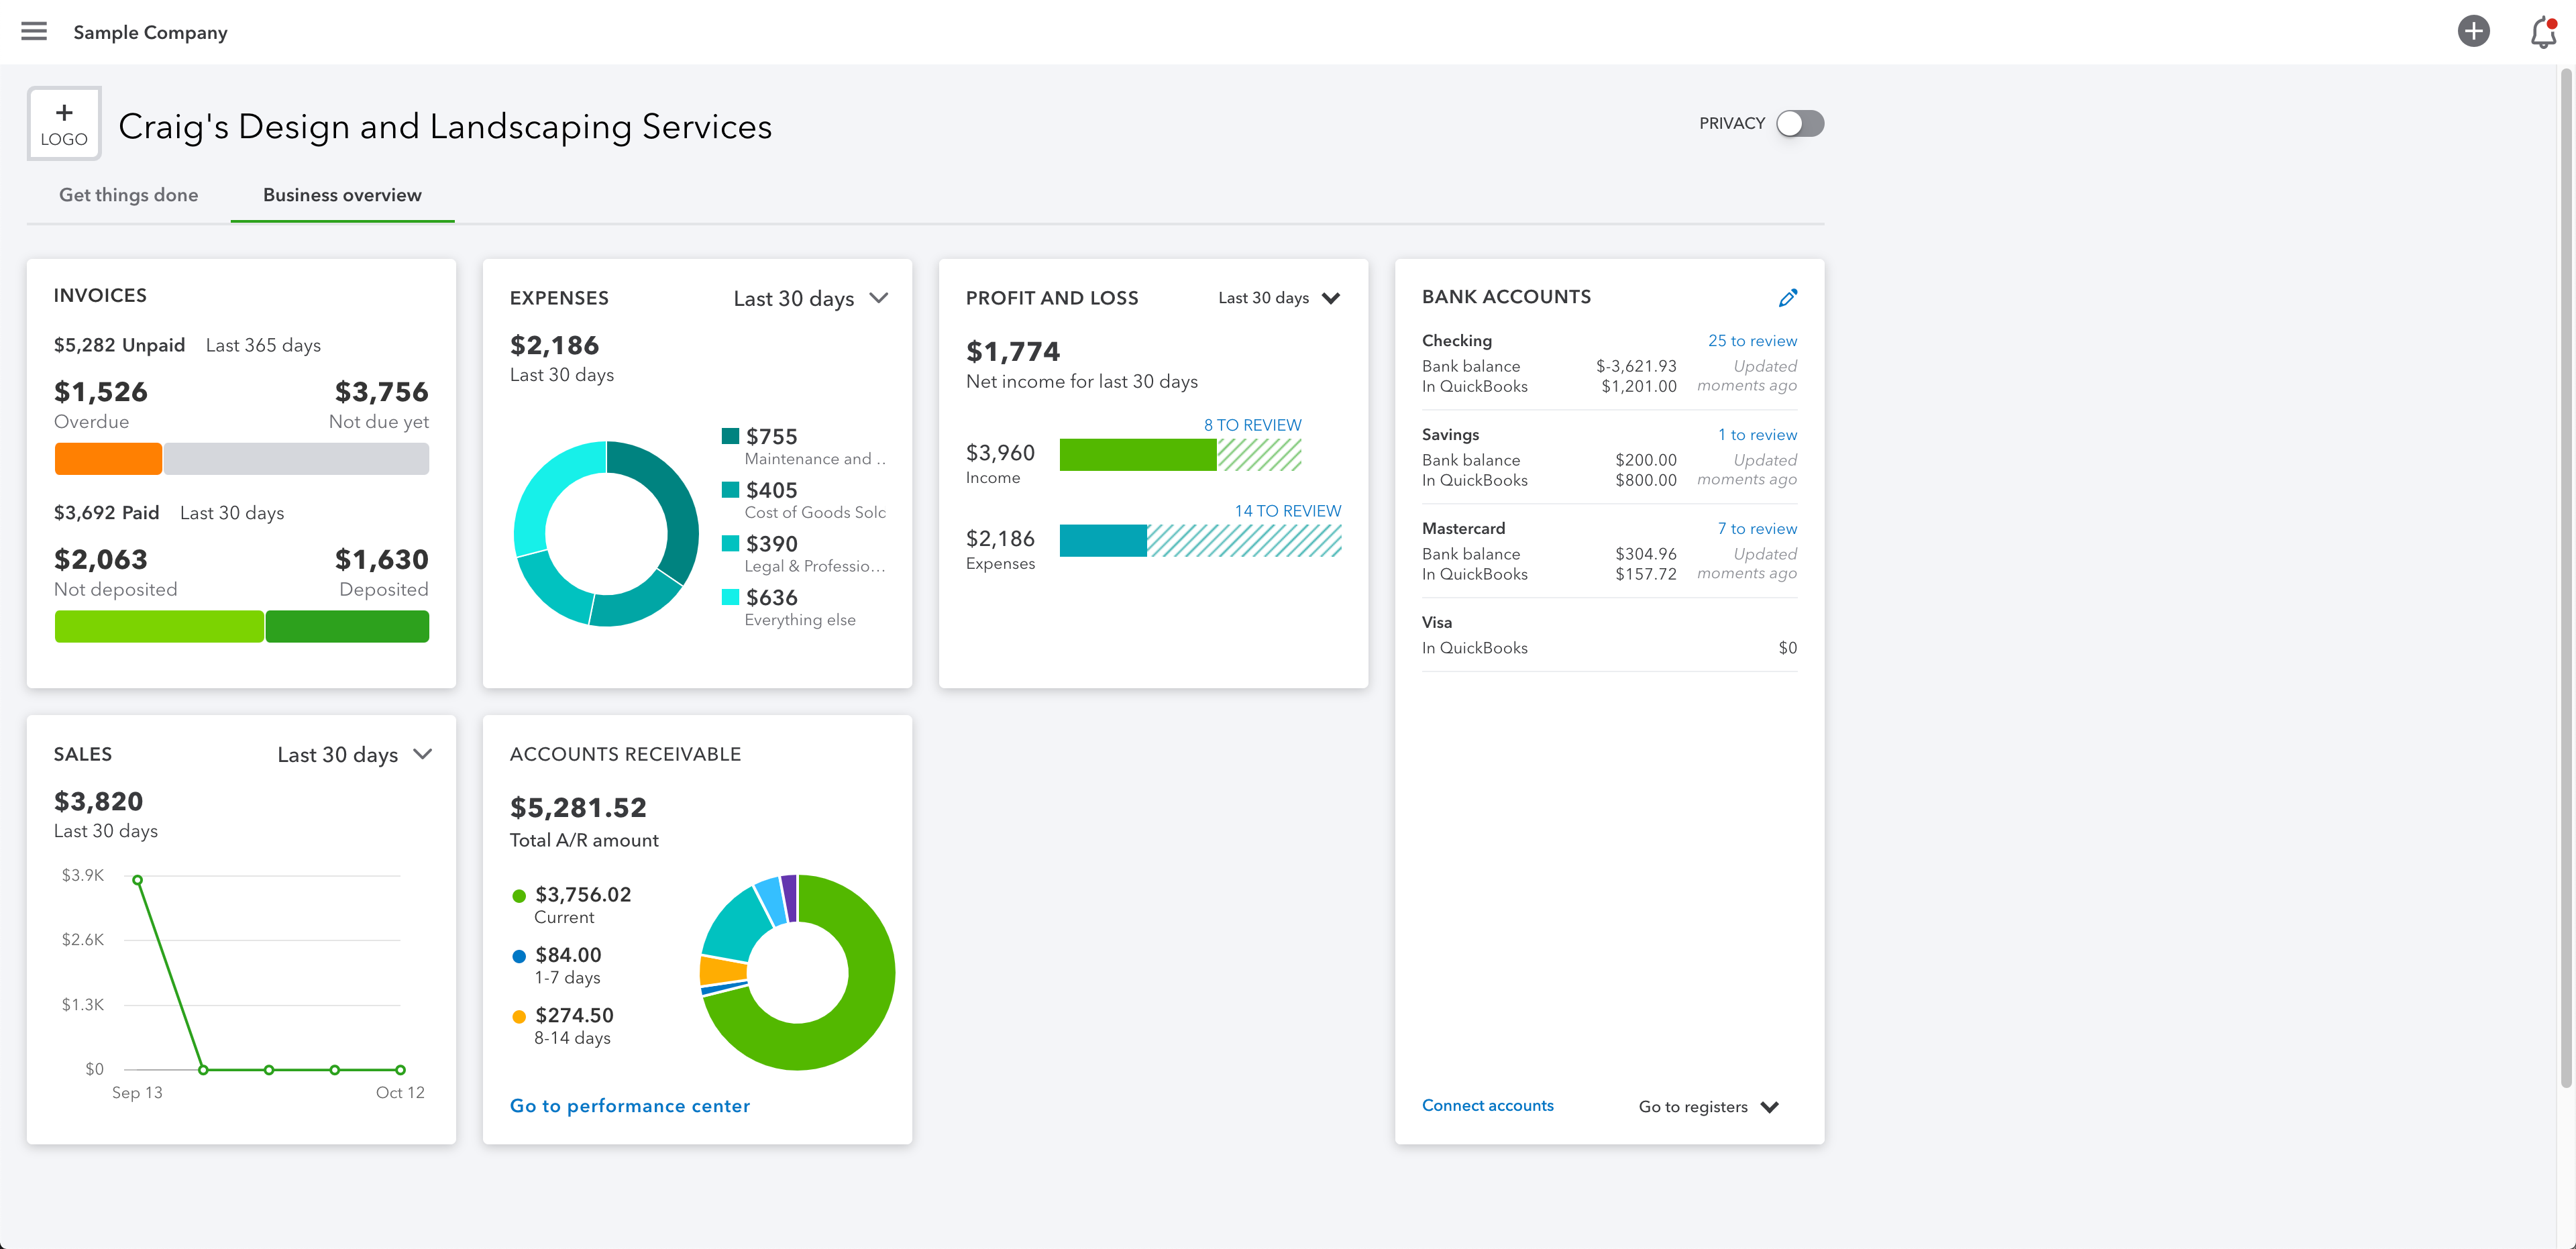 Sample Company
+
LOGO
Craig's Design and Landscaping Services
PRIVACY
Get things done
Business overview
INVOICES
$5,282 Unpaid Last 365 days
$1,526 $3,756
Overdue Not due yet
$3,692 Paid Last 30 days
$2,063 $1,630
Not deposited Deposited
EXPENSES Last 30 days
$2,186
Last 30 days
$755
Maintenance and ..
$405
Cost of Goods Solc
$390
Legal & Professio...
$636
Everything else
PROFIT AND LOSS Last 30 days
$1,774
Net income for last 30 days
8 TO REVIEW
$3,960
Income
14 TO REVIEW
$2,186
Expenses
BANK ACCOUNTS
Checking 25 to review
Bank balance $-3,621.93 Updated
In QuickBooks $1,201.00 moments ago
Savings 1 to review
Bank balance $200.00 Updated
In QuickBooks $800.00 moments ago
Mastercard 7 to review
Bank balance $304.96 Updated
In QuickBooks $157.72 moments ago
Visa
In QuickBooks $0
Connect accounts Go to registers
SALES Last 30 days
$3,820
Last 30 days
$3.9K
$2.6K
$1.3K
$0
Sep 13 Oct 12
ACCOUNTS RECEIVABLE
$5,281.52
Total A/R amount
$3,756.02
Current
$84.00
1-7 days
$274.50
8-14 days
Go to performance center